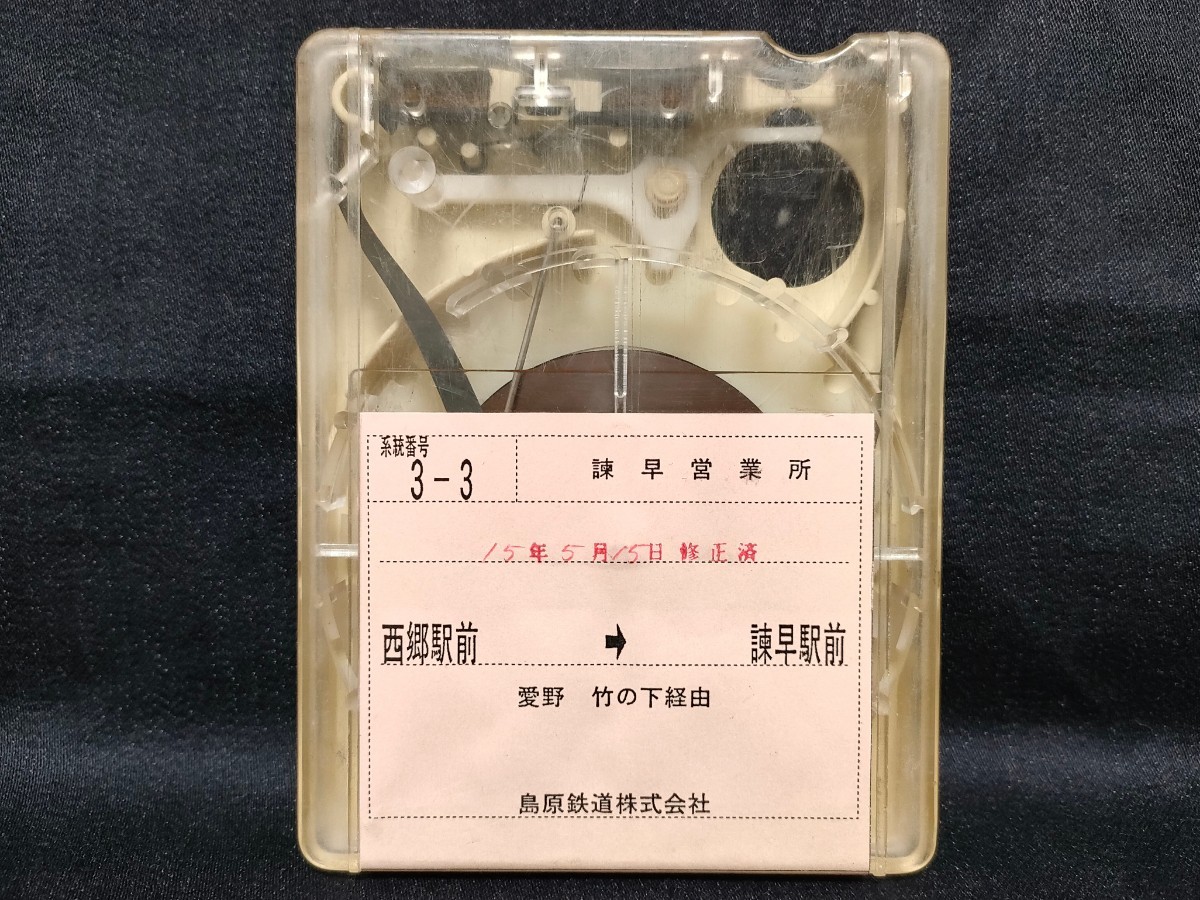 系統番号
3-3
諫早営業所
15年5月15日修正済
西郷駅前 ➡ 諫早駅前
愛野 竹の下経由
島原鉄道株式会社